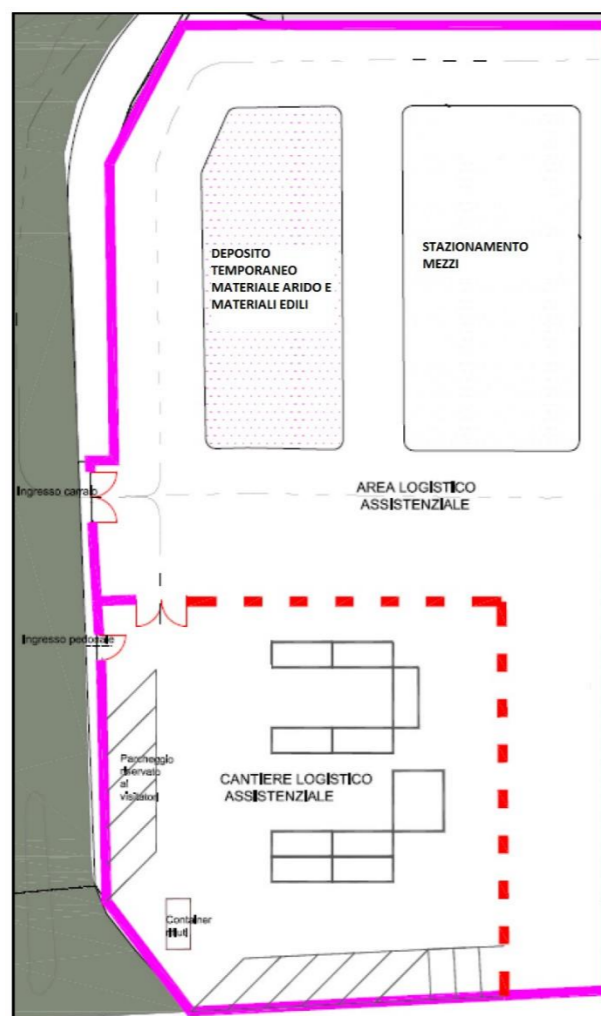 DEPOSITO
TEMPORANEO
MATERIALE ARIDO E
MATERIALI EDILI
STAZIONAMENTO
MEZZI
Ingresso carraio
AREA LOGISTICO
ASSISTENZIALE
Ingresso pedonale
Parcheggio
riservato
ai
visitatori
CANTIERE LOGISTICO
ASSISTENZIALE
Container
rifiuti